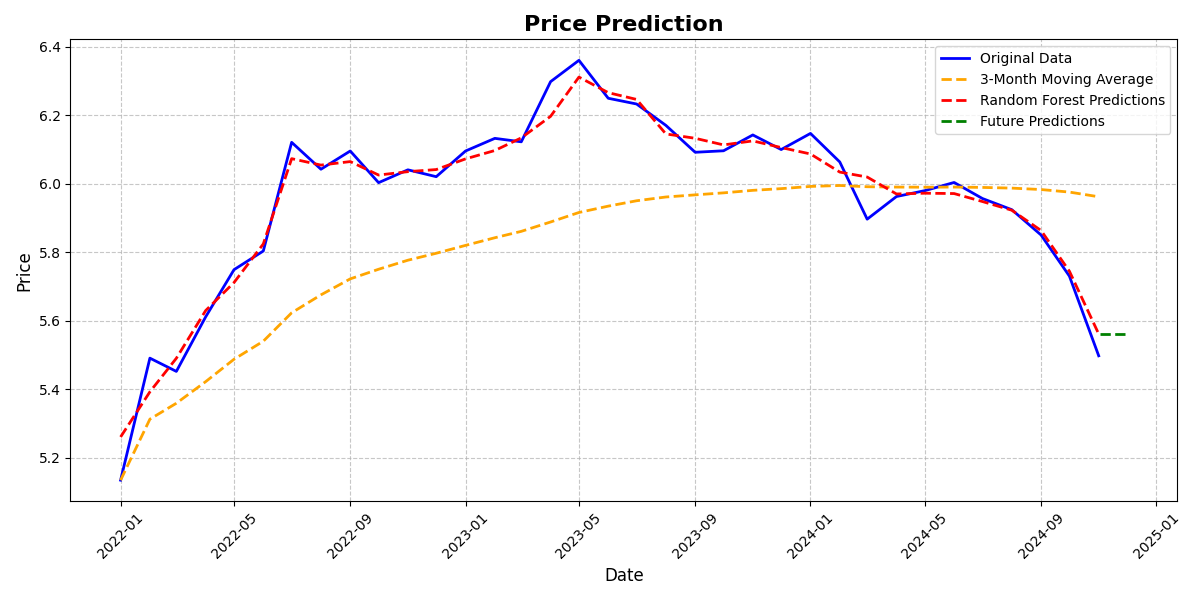 Price Prediction
Original Data
3-Month Moving Average
Random Forest Predictions
Future Predictions
6.4
6.2
6.0
5.8
5.6
5.4
5.2
Price
2022-01
2022-05
2022-09
2023-01
2023-05
2023-09
2024-01
2024-05
2024-09
2025-01
Date